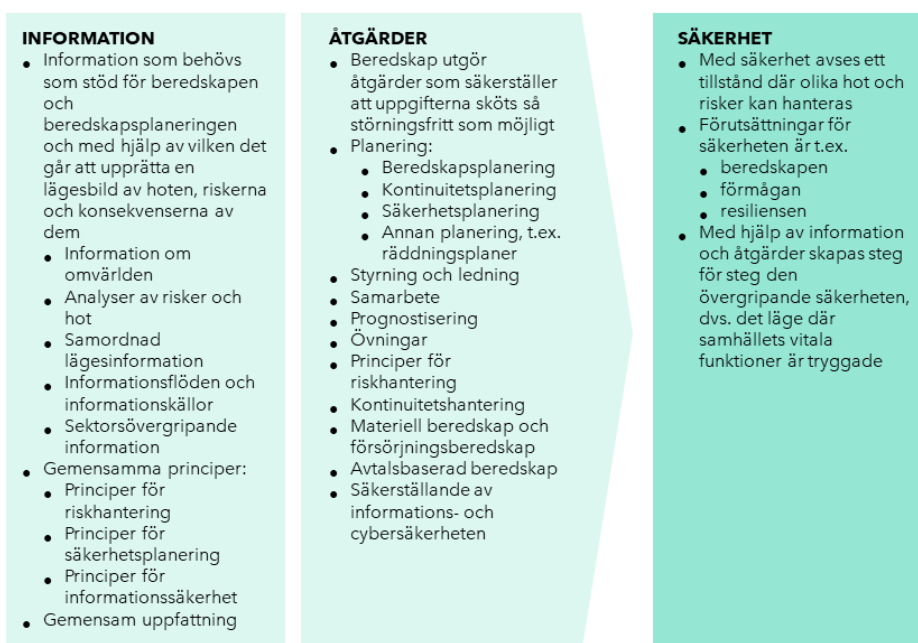 INFORMATION
• Information som behövs
som stöd för beredskapen
och
beredskapsplaneringen
och med hjälp av vilken det
går att upprätta en
lägesbild av hoten, riskerna
och konsekvenserna av
dem
• Information om
omvärlden
• Analyser av risker och
hot
• Samordnad
lägesinformation
• Informationsflöden och
informationskällor
• Sektorsövergripande
information
• Gemensamma principer:
• Principer för
riskhantering
• Principer för
säkerhetsplanering
• Principer för
informationssäkerhet
• Gemensam uppfattning
ÅTGÄRDER
• Beredskap utgör
åtgärder som säkerställer
att uppgifterna sköts så
störningsfritt som möjligt
• Planering:
• Beredskapsplanering
• Kontinuitetsplanering
• Säkerhetsplanering
• Annan planering, t.ex.
räddningsplaner
• Styrning och ledning
• Samarbete
• Prognostisering
• Övningar
• Principer för
riskhantering
• Kontinuitetshantering
• Materiell beredskap och
försörjningsberedskap
• Avtalsbaserad beredskap
• Säkerställande av
informations- och
cybersäkerheten
SÄKERHET
• Med säkerhet avses ett
tillstånd där olika hot och
risker kan hanteras
• Förutsättningar för
säkerheten är t.ex.
• beredskapen
• förmågan
• resiliensen
• Med hjälp av information
och åtgärder skapas steg
för steg den
övergripande säkerheten,
dvs. det läge där
samhällets vitala
funktioner är tryggade